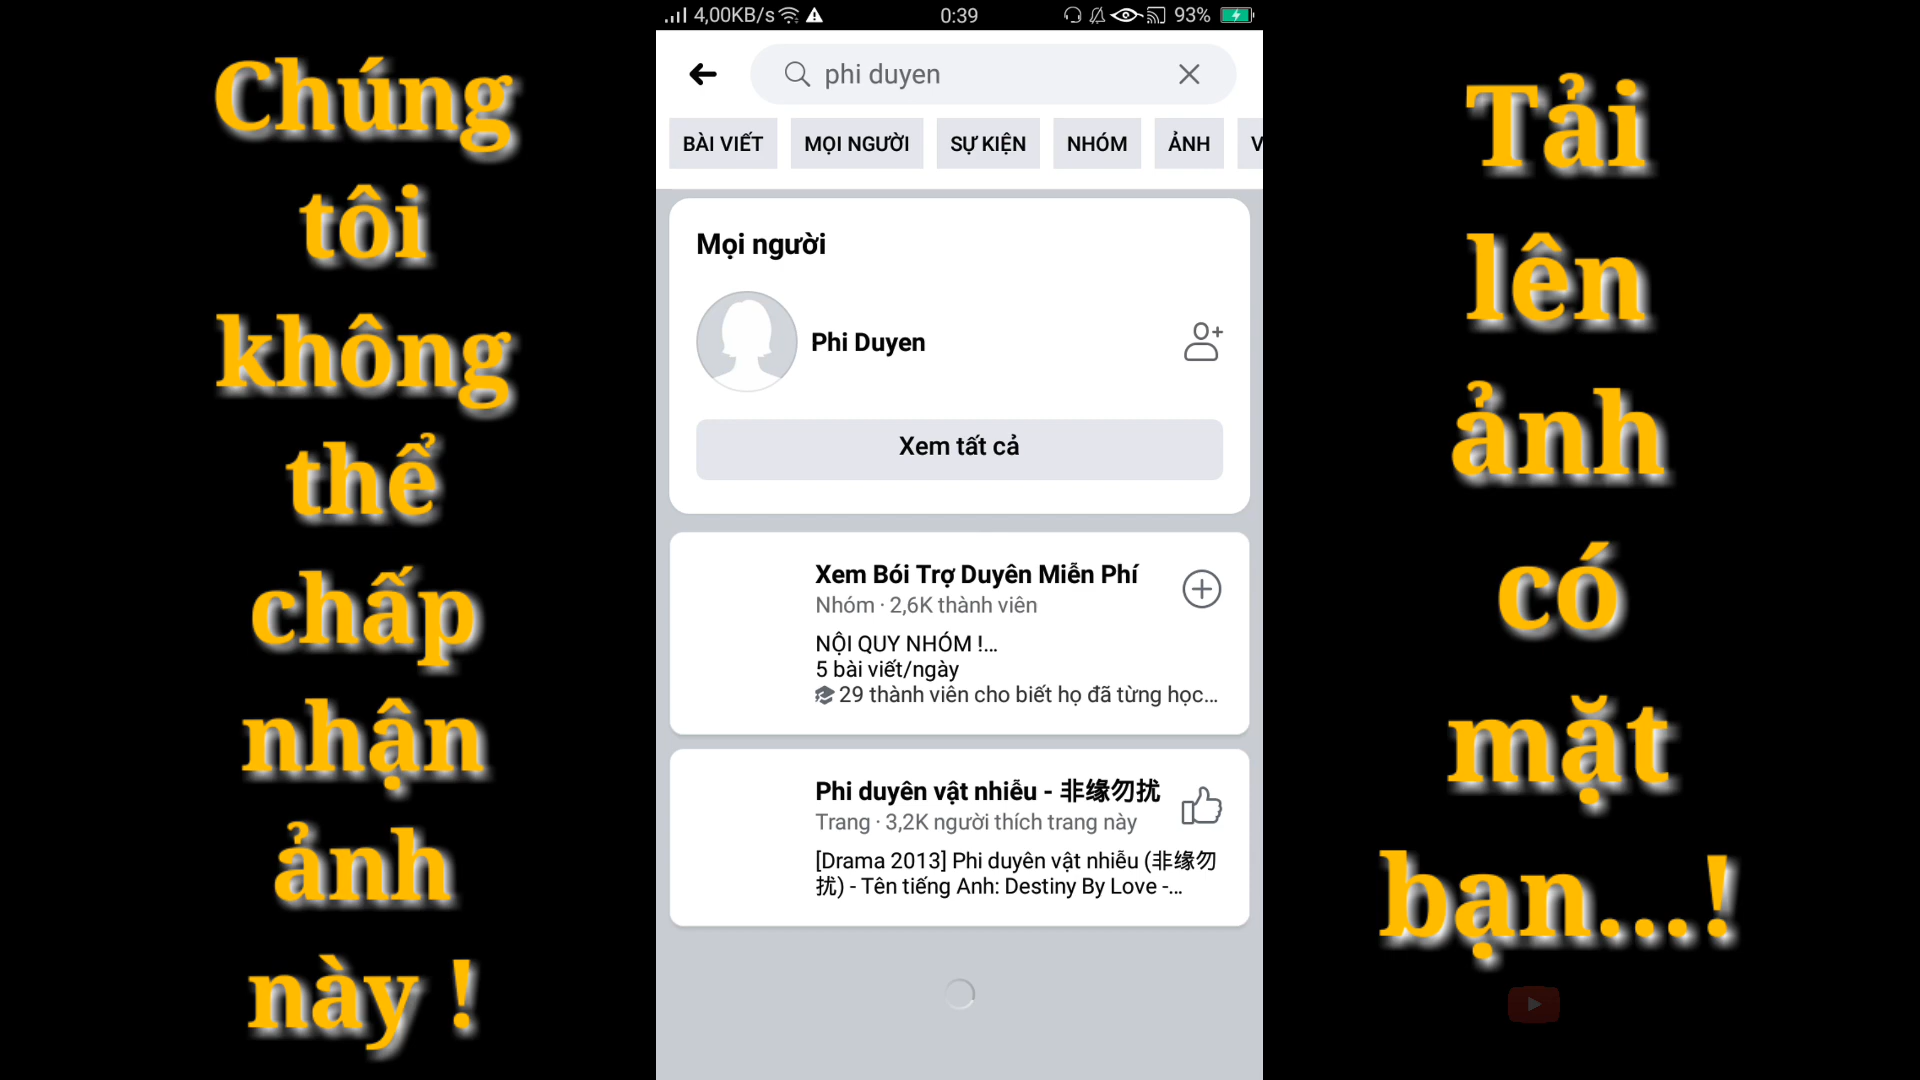 Chúng
tôi
không
thể
chấp
nhận
ảnh
này !
4,00KB/s
0:39
93%
phi duyen
BÀI VIẾT
MỌI NGƯỜI
SỰ KIỆN
NHÓM
ẢNH
V
Mọi người
Phi Duyen
Xem tất cả
Xem Bói Trợ Duyên Miễn Phí
Nhóm · 2,6K thành viên
NỘI QUY NHÓM !...
5 bài viết/ngày
29 thành viên cho biết họ đã từng học...
Phi duyên vật nhiễu - 非缘勿扰
Trang · 3,2K người thích trang này
[Drama 2013] Phi duyên vật nhiễu (非缘勿
扰) - Tên tiếng Anh: Destiny By Love -...
Tải
lên
ảnh
có
mặt
bạn...!